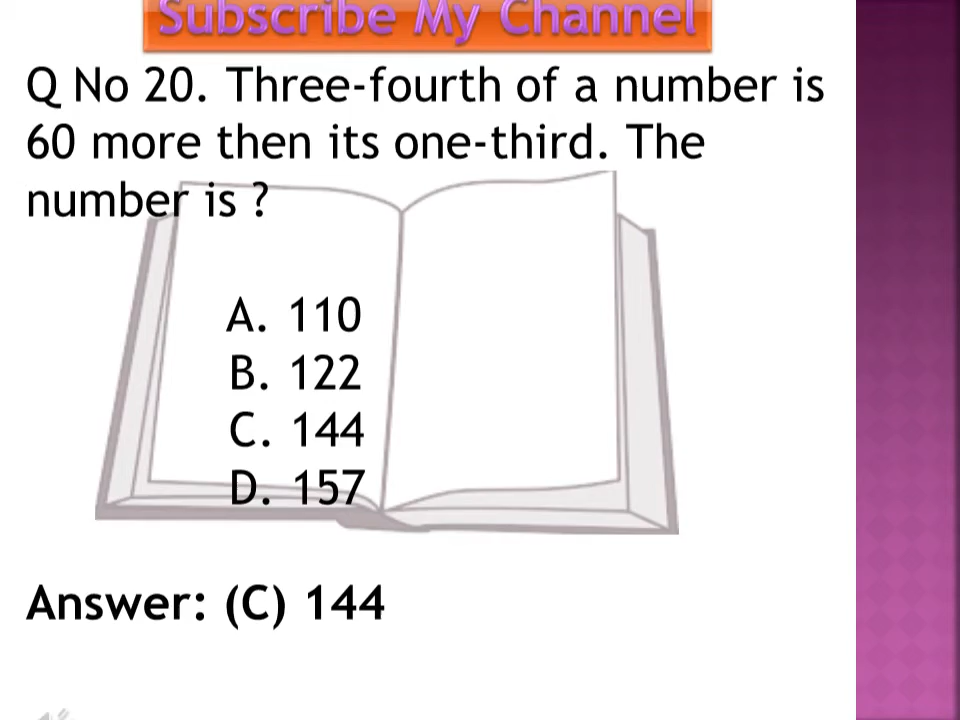 Subscribe My Channel
Q No 20. Three-fourth of a number is
60 more then its one-third. The
number is ?
A. 110
B. 122
C. 144
D. 157
Answer: (C) 144